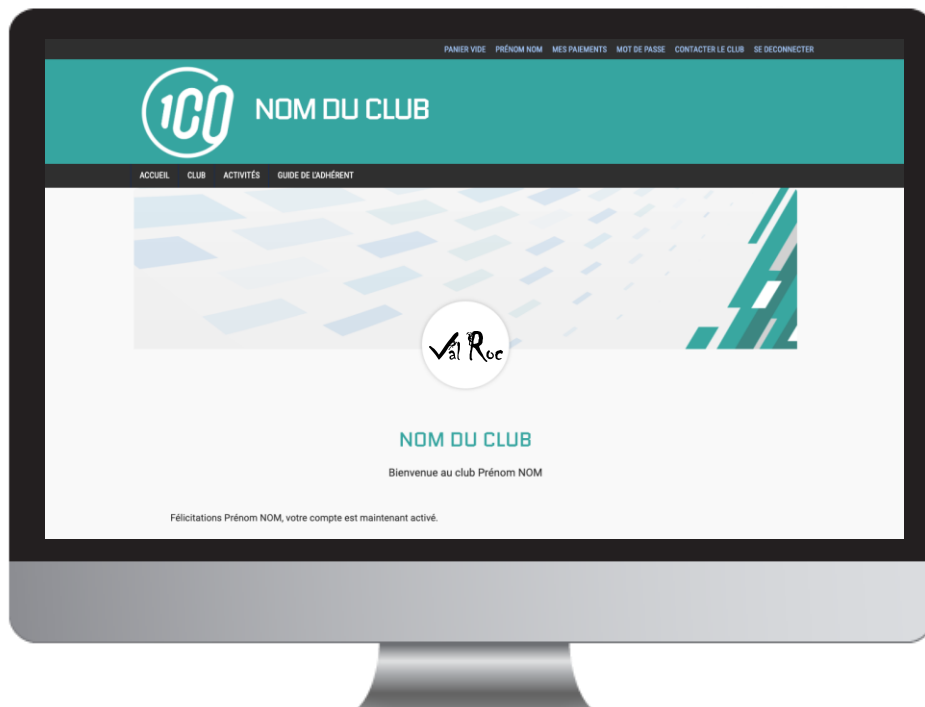 PANIER VIDE PRÉNOM NOM MES PAIEMENTS MOT DE PASSE CONTACTER LE CLUB SE DECONNECTER
100 NOM DU CLUB
ACCUEIL CLUB ACTIVITÉS GUIDE DE L'ADHÉRENT
Val Roc
NOM DU CLUB
Bienvenue au club Prénom NOM
Félicitations Prénom NOM, votre compte est maintenant activé.